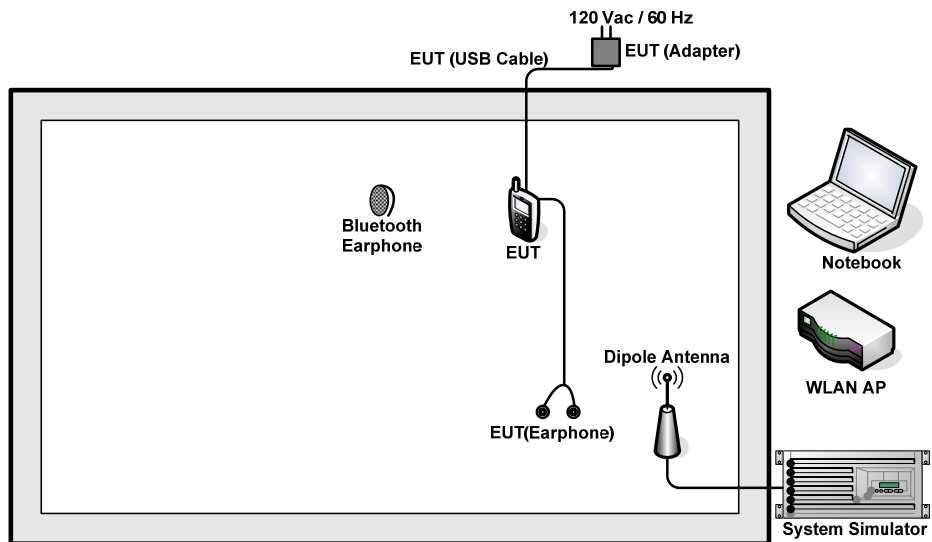 120 Vac / 60 Hz
EUT (USB Cable)
EUT (Adapter)
Bluetooth
Earphone
EUT
Notebook
Dipole Antenna
WLAN AP
EUT(Earphone)
System Simulator